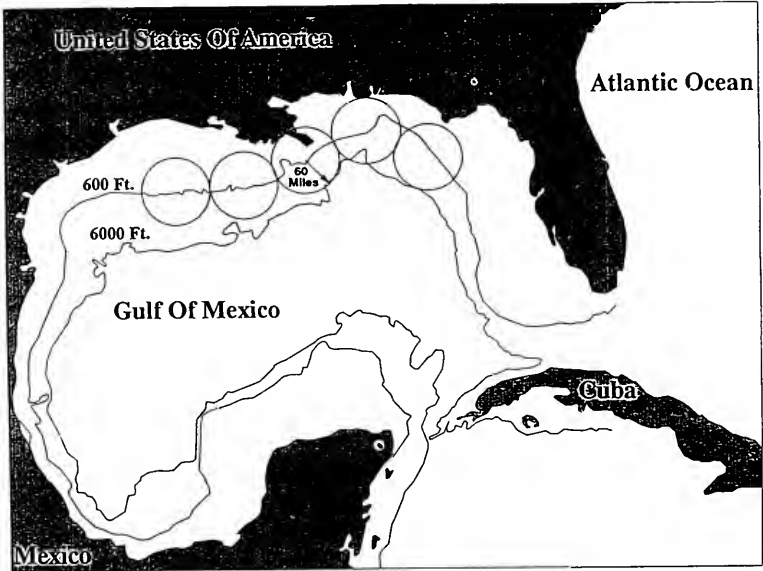 United States Of America
Atlantic Ocean
60
Miles
600 Ft.
6000 Ft.
Gulf Of Mexico
Cuba
Mexico